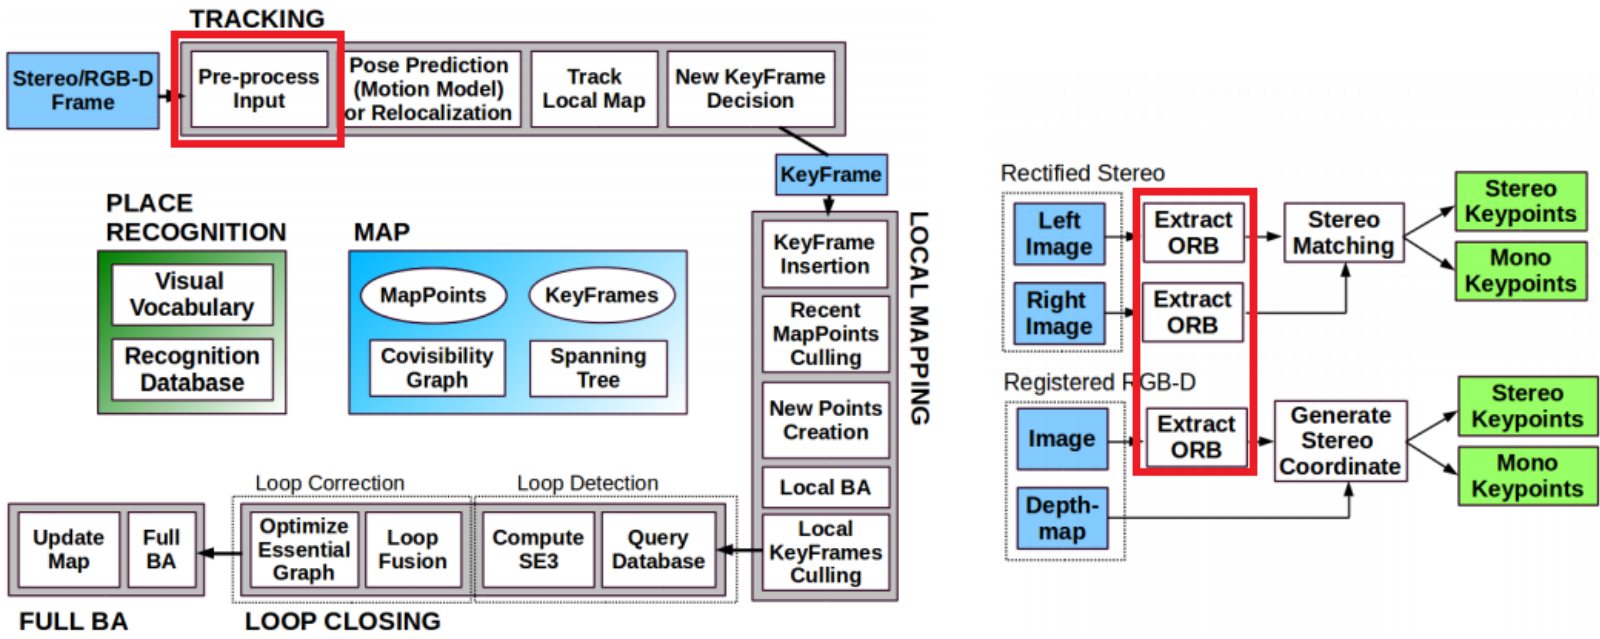 TRACKING
Stereo/RGB-D
Frame
Pre-process
Input
Pose Prediction
(Motion Model)
or Relocalization
Track
Local Map
New KeyFrame
Decision
KeyFrame
PLACE
RECOGNITION
Visual
Vocabulary
Recognition
Database
MAP
MapPoints
KeyFrames
Covisibility
Graph
Spanning
Tree
LOCAL MAPPING
KeyFrame
Insertion
Recent
MapPoints
Culling
New Points
Creation
Local BA
Local
KeyFrames
Culling
Loop Correction
Loop Detection
Optimize
Essential
Graph
Loop
Fusion
Compute
SE3
Query
Database
Update
Map
Full
BA
FULL BA
LOOP CLOSING
Rectified Stereo
Left
Image
Extract
ORB
Stereo
Matching
Stereo
Keypoints
Mono
Keypoints
Right
Image
Extract
ORB
Registered RGB-D
Image
Extract
ORB
Generate
Stereo
Coordinate
Stereo
Keypoints
Mono
Keypoints
Depth-
map